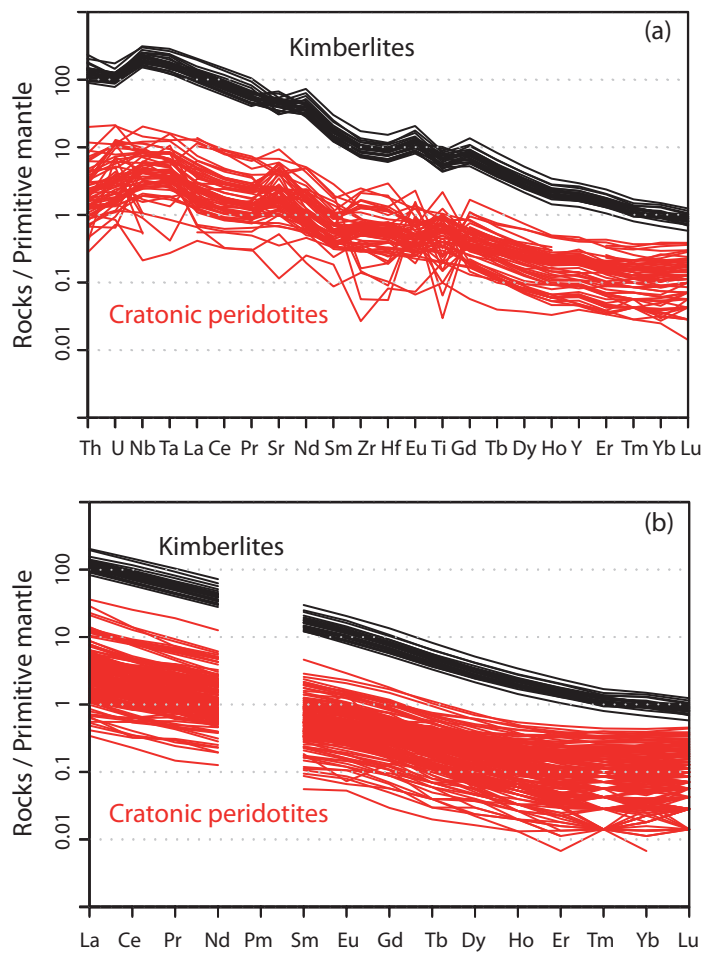 (a)
Kimberlites
Cratonic peridotites
Rocks / Primitive mantle
100
10
1
0.1
0.01
Th U Nb Ta La Ce Pr Sr Nd Sm Zr Hf Eu Ti Gd Tb Dy Ho Y Er Tm Yb Lu
(b)
Kimberlites
Cratonic peridotites
Rocks / Primitive mantle
100
10
1
0.1
0.01
La Ce Pr Nd Pm Sm Eu Gd Tb Dy Ho Er Tm Yb Lu